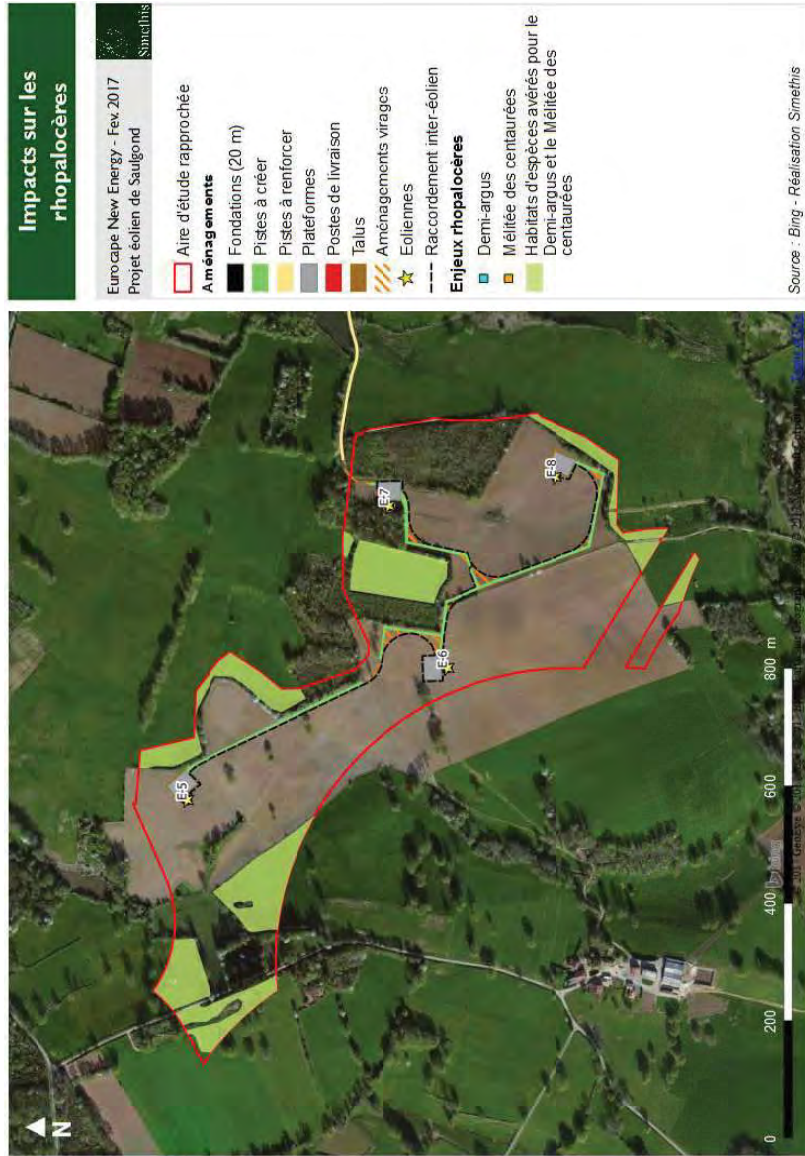 Impacts sur les
rhopalocères
Eurocape New Energy - Fev. 2017
Projet éolien de Saulgond
Simethis
Aire d'étude rapprochée
Aménagements
Fondations (20 m)
Pistes à créer
Pistes à renforcer
Plateformes
Postes de livraison
Talus
Aménagements virages
Eoliennes
Raccordement inter-éolien
Enjeux rhopalocères
Demi-argus
Mélitée des centaurées
Habitats d'espèces avérés pour le
Demi-argus et le Mélitée des
centaurées
Source : Bing - Réalisation Simethis
N
E-5
E-6
E-7
E-8
0
200
400
600
800 m
bing